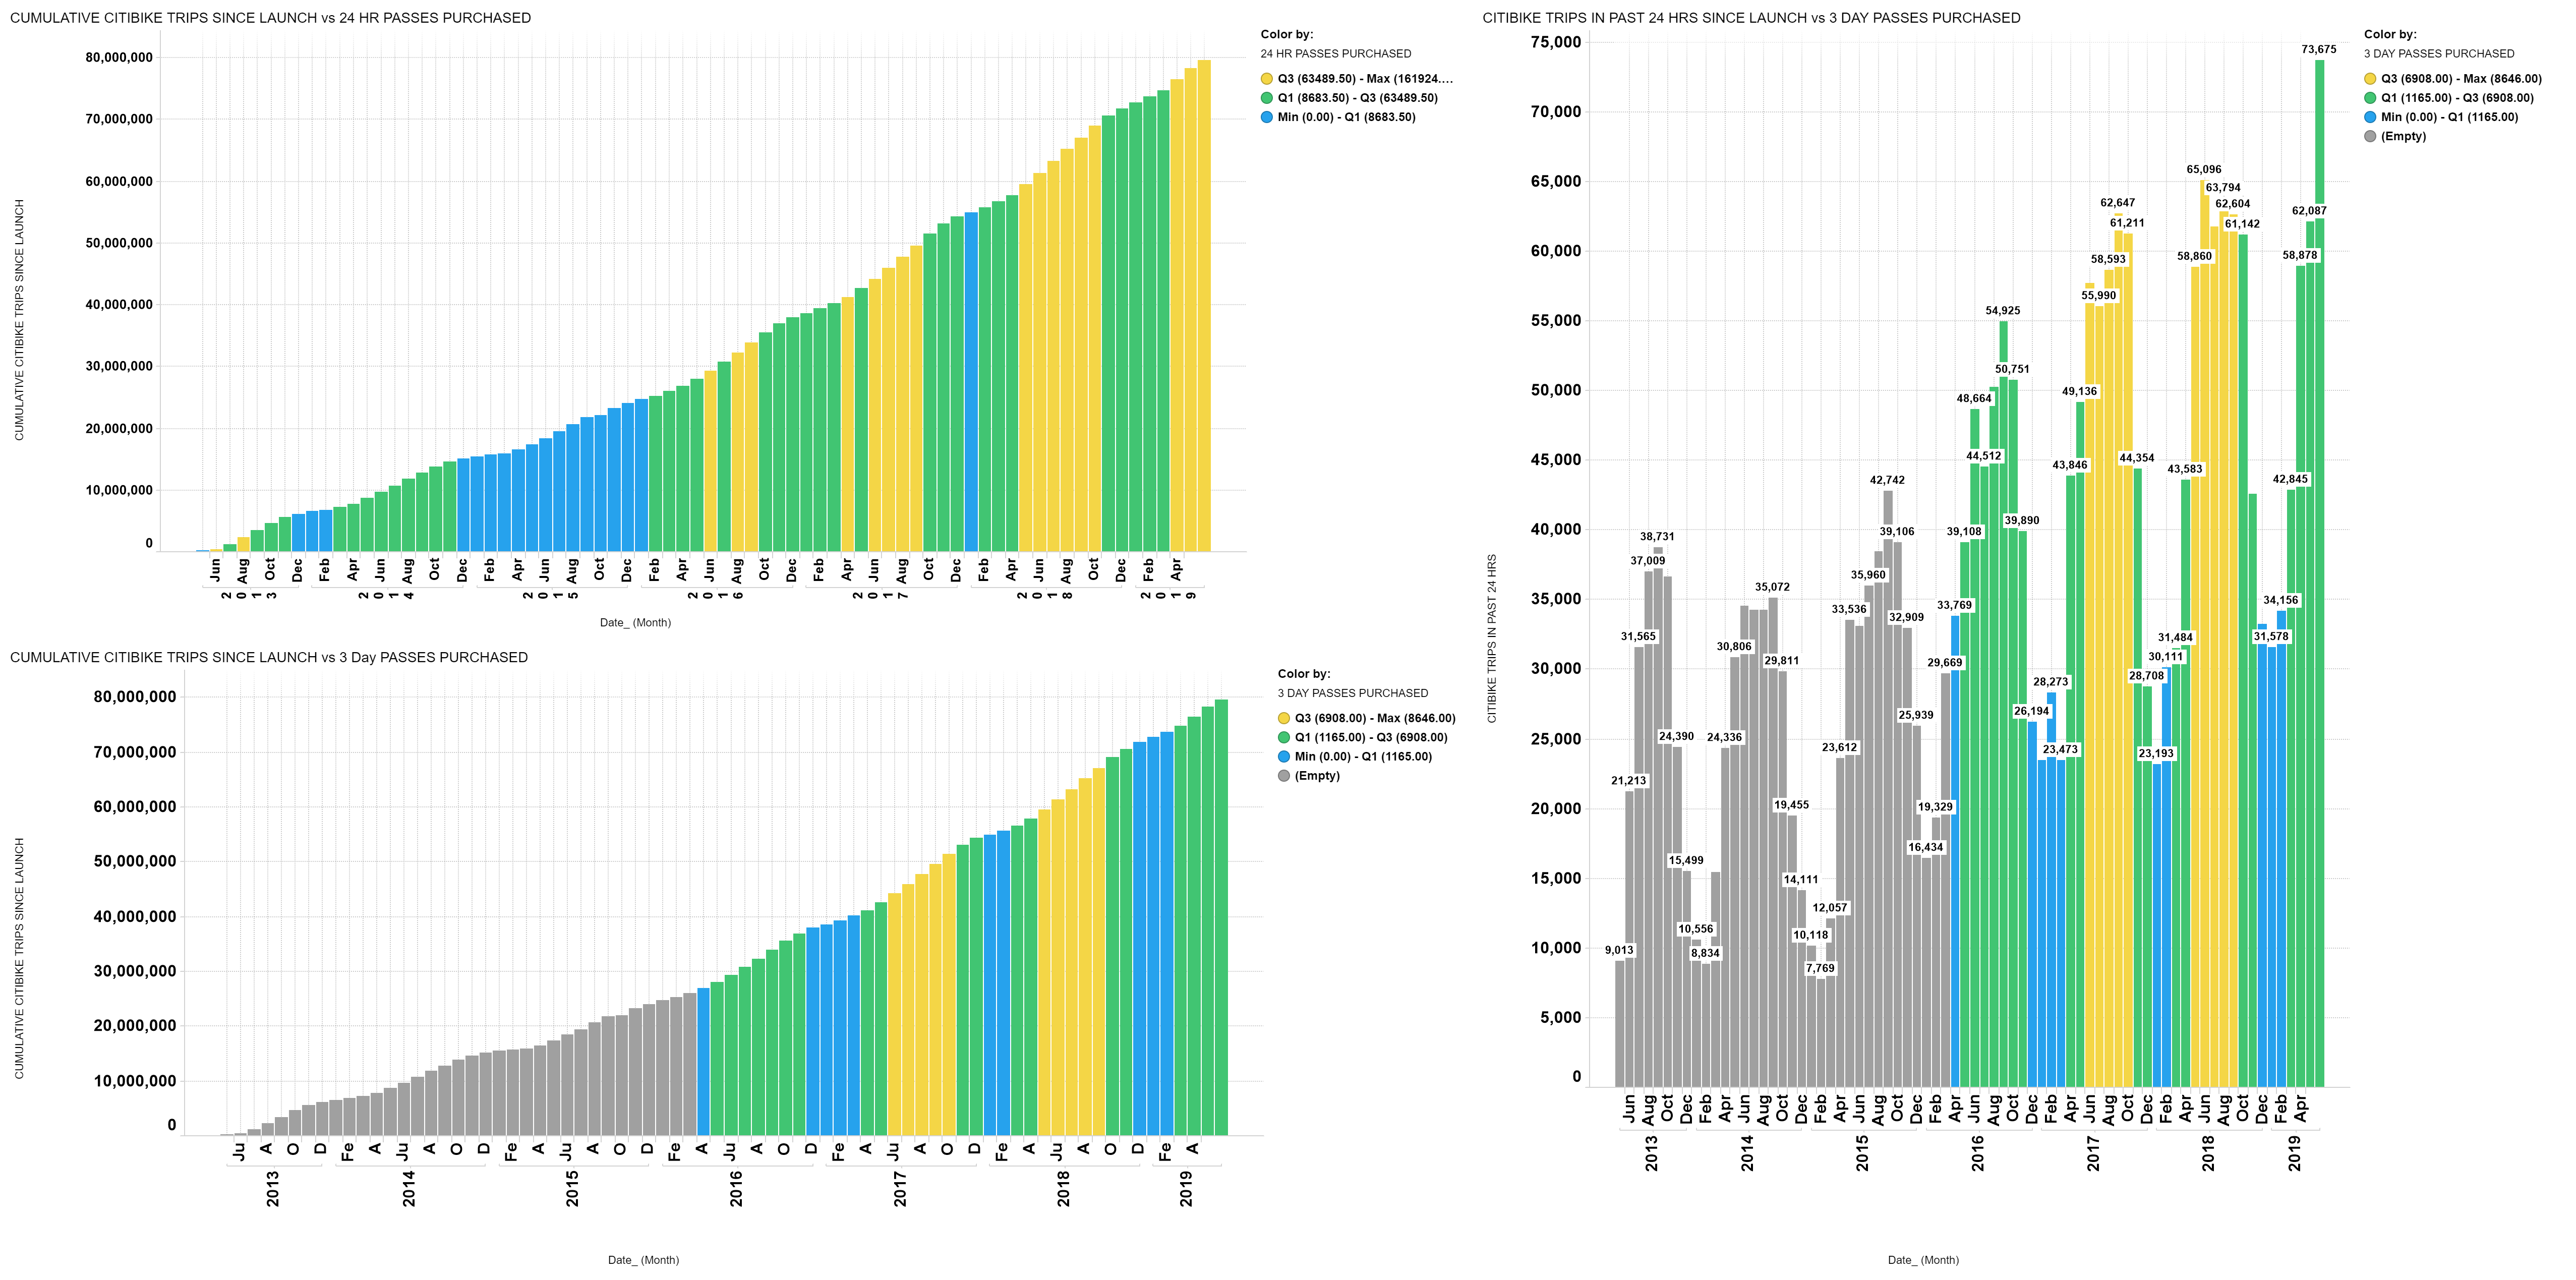 CUMULATIVE CITIBIKE TRIPS SINCE LAUNCH vs 24 HR PASSES PURCHASED
CUMULATIVE CITIBIKE TRIPS SINCE LAUNCH
80,000,000
70,000,000
60,000,000
50,000,000
40,000,000
30,000,000
20,000,000
10,000,000
0
Jun Aug Oct Dec Feb Apr Jun Aug Oct Dec Feb Apr Jun Aug Oct Dec Feb Apr Jun Aug Oct Dec Feb Apr Jun Aug Oct Dec Feb Apr Jun Aug Oct Dec Feb Apr
2013 2014 2015 2016 2017 2018 2019
Date_ (Month)
Color by:
24 HR PASSES PURCHASED
Q3 (63489.50) - Max (161924....
Q1 (8683.50) - Q3 (63489.50)
Min (0.00) - Q1 (8683.50)
CUMULATIVE CITIBIKE TRIPS SINCE LAUNCH vs 3 Day PASSES PURCHASED
CUMULATIVE CITIBIKE TRIPS SINCE LAUNCH
80,000,000
70,000,000
60,000,000
50,000,000
40,000,000
30,000,000
20,000,000
10,000,000
0
Ju A O D Fe A Ju A O D Fe A Ju A O D Fe A Ju A O D Fe A Ju A O D Fe A Ju A O D Fe A
2013 2014 2015 2016 2017 2018 2019
Date_ (Month)
Color by:
3 DAY PASSES PURCHASED
Q3 (6908.00) - Max (8646.00)
Q1 (1165.00) - Q3 (6908.00)
Min (0.00) - Q1 (1165.00)
(Empty)
CITIBIKE TRIPS IN PAST 24 HRS SINCE LAUNCH vs 3 DAY PASSES PURCHASED
CITIBIKE TRIPS IN PAST 24 HRS
75,000
70,000
65,000
60,000
55,000
50,000
45,000
40,000
35,000
30,000
25,000
20,000
15,000
10,000
5,000
0
9,013
21,213
31,565
37,009
38,731
24,390
15,499
10,556
8,834
24,336
30,806
35,072
29,811
19,455
14,111
10,118
7,769
12,057
23,612
33,536
35,960
42,742
39,106
32,909
25,939
16,434
19,329
29,669
33,769
39,108
48,664
44,512
54,925
50,751
39,890
26,194
28,273
23,473
43,846
49,136
55,990
58,593
62,647
61,211
44,354
28,708
23,193
30,111
31,484
43,583
58,860
65,096
63,794
62,604
61,142
31,578
34,156
42,845
58,878
62,087
73,675
Jun Aug Oct Dec Feb Apr Jun Aug Oct Dec Feb Apr Jun Aug Oct Dec Feb Apr Jun Aug Oct Dec Feb Apr Jun Aug Oct Dec Feb Apr Jun Aug Oct Dec Feb Apr
2013 2014 2015 2016 2017 2018 2019
Date_ (Month)
Color by:
3 DAY PASSES PURCHASED
Q3 (6908.00) - Max (8646.00)
Q1 (1165.00) - Q3 (6908.00)
Min (0.00) - Q1 (1165.00)
(Empty)